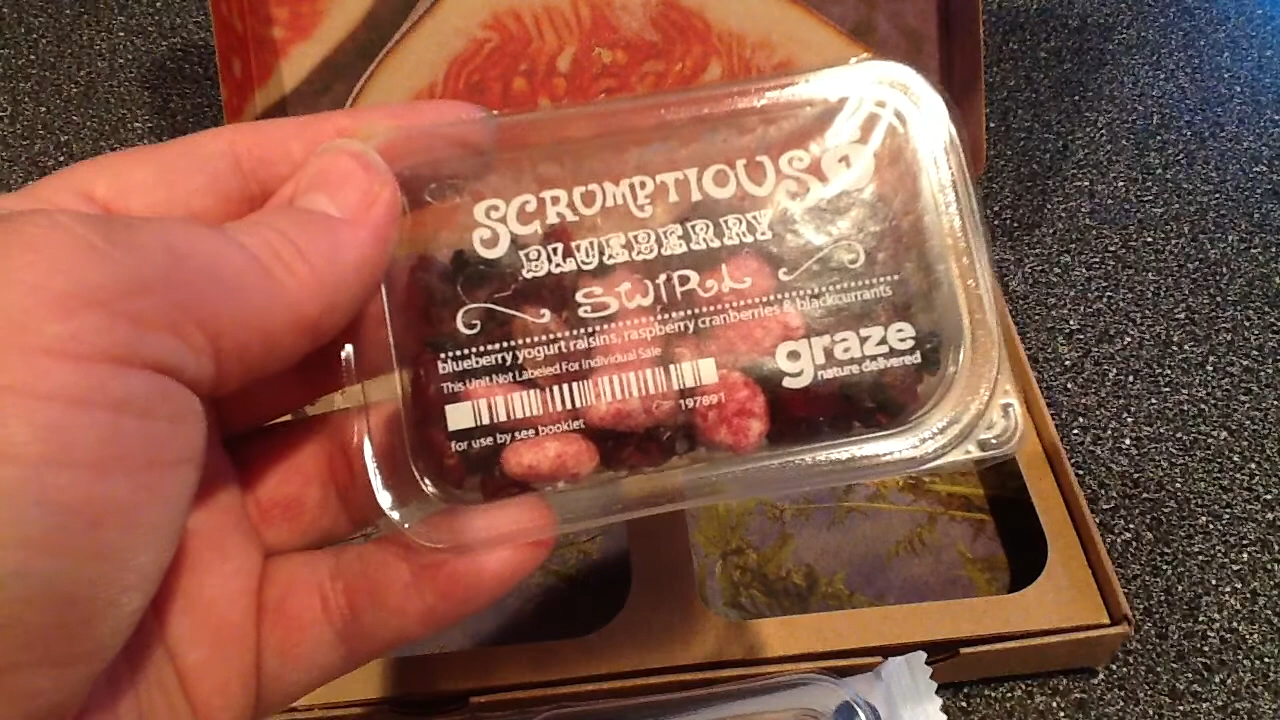 SCRUMPTIOUS
BLUEBERRY
SWIRL
blueberry yogurt raisins, raspberry cranberries & blackcurrants
This Unit Not Labeled For Individual Sale
197891
for use by see booklet
graze
nature delivered